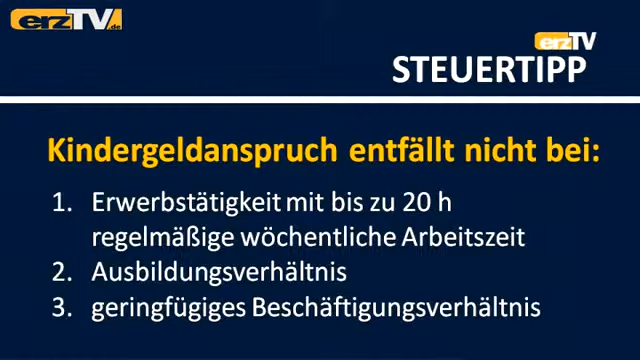 erzTV.de
erzTV
STEUERTIPP
Kindergeldanspruch entfällt nicht bei:
1. Erwerbstätigkeit mit bis zu 20 h
regelmäßige wöchentliche Arbeitszeit
2. Ausbildungsverhältnis
3. geringfügiges Beschäftigungsverhältnis